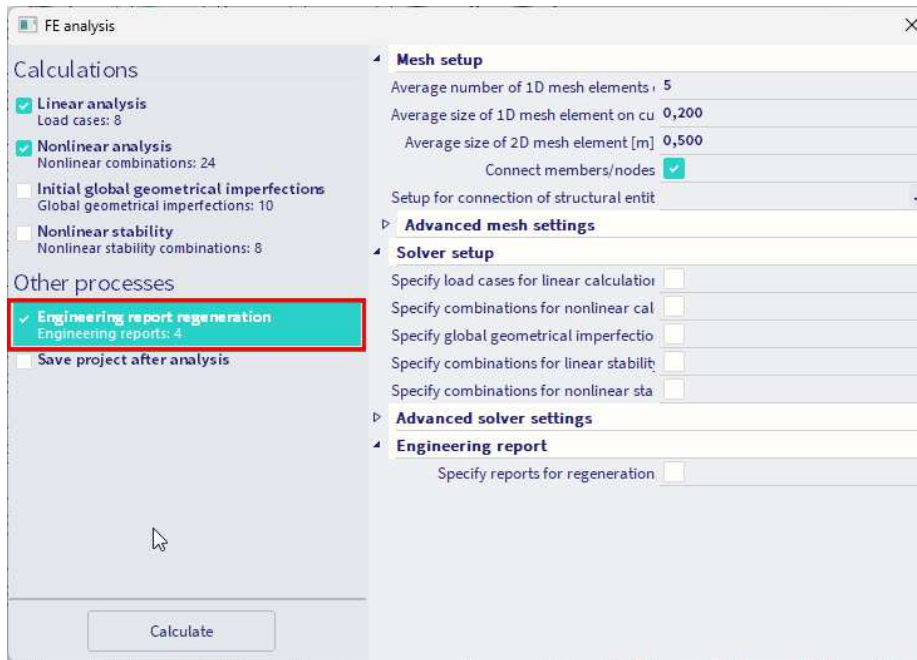 FE analysis
Calculations
Linear analysis
Load cases: 8
Nonlinear analysis
Nonlinear combinations: 24
Initial global geometrical imperfections
Global geometrical imperfections: 10
Nonlinear stability
Nonlinear stability combinations: 8
Other processes
Engineering report regeneration
Engineering reports: 4
Save project after analysis
Calculate
Mesh setup
Average number of 1D mesh elements 5
Average size of 1D mesh element on cu 0,200
Average size of 2D mesh element [m] 0,500
Connect members/nodes
Setup for connection of structural entit
Advanced mesh settings
Solver setup
Specify load cases for linear calculation
Specify combinations for nonlinear cal
Specify global geometrical imperfectio
Specify combinations for linear stability
Specify combinations for nonlinear sta
Advanced solver settings
Engineering report
Specify reports for regeneration